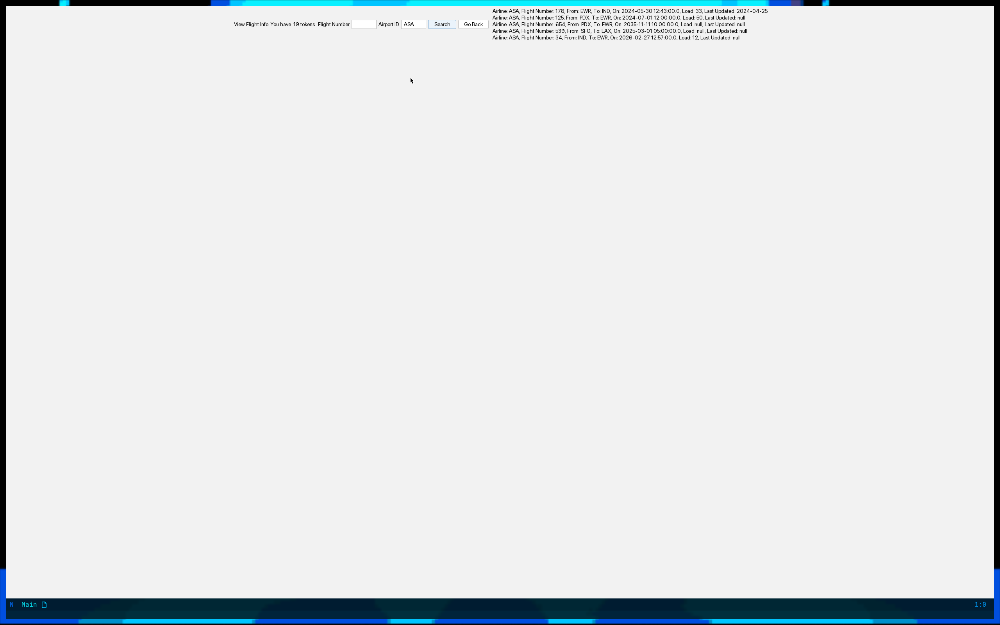 View Flight Info You have: 19 tokens. Flight Number Airport ID ASA Search Go Back
Airline: ASA, Flight Number: 178, From: EWR, To: IND, On: 2024-05-30 12:43:00.0, Load: 33, Last Updated: 2024-04-25
Airline: ASA, Flight Number: 125, From: PDX, To: EWR, On: 2024-07-01 12:00:00.0, Load: 50, Last Updated: null
Airline: ASA, Flight Number: 654, From: PDX, To: EWR, On: 2035-11-11 10:00:00.0, Load: null, Last Updated: null
Airline: ASA, Flight Number: 539, From: SFO, To: LAX, On: 2025-03-01 05:00:00.0, Load: null, Last Updated: null
Airline: ASA, Flight Number: 34, From: IND, To: EWR, On: 2026-02-27 12:57:00.0, Load: 12, Last Updated: null
N Main 1:0